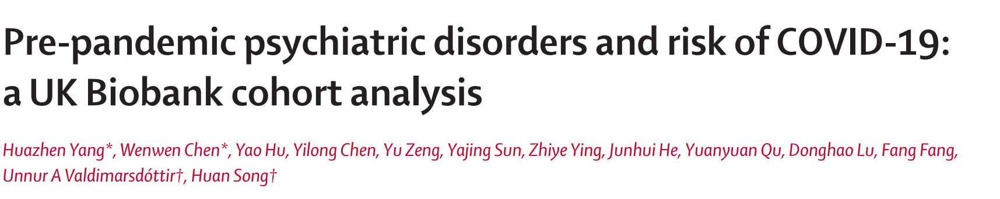 Pre-pandemic psychiatric disorders and risk of COVID-19:
a UK Biobank cohort analysis
Huazhen Yang*, Wenwen Chen*, Yao Hu, Yilong Chen, Yu Zeng, Yajing Sun, Zhiye Ying, Junhui He, Yuanyuan Qu, Donghao Lu, Fang Fang,
Unnur A Valdimarsdóttir†, Huan Song†